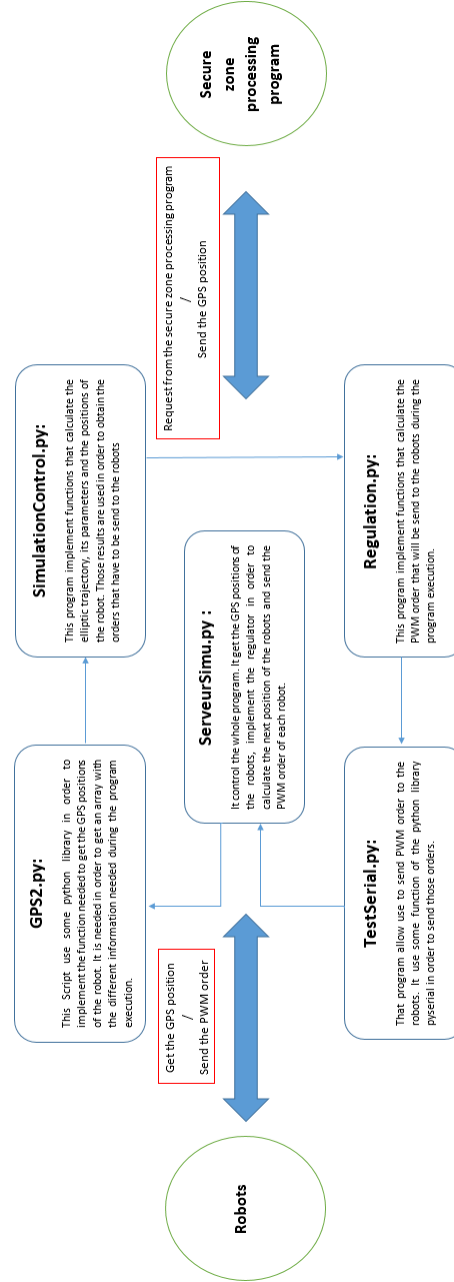 Robots
Get the GPS position
/
Send the PWM order
GPS2.py:
This Script use some python library in order to
implement the function needed to get the GPS positions
of the robot. It is needed in order to get an array with
the different information needed during the program
execution.
SimulationControl.py:
This program implement functions that calculate the
elliptic trajectory, its parameters and the positions of
the robot. Those results are used in order to obtain the
orders that have to be send to the robots
ServeurSimu.py :
It control the whole program. It get the GPS positions of
the robots, implement the regulator in order to
calculate the next position of the robots and send the
PWM order of each robot.
TestSerial.py:
That program allow use to send PWM order to the
robots. It use some function of the python library
pyserial in order to send those orders.
Regulation.py:
This program implement functions that calculate the
PWM order that will be send to the robots during the
program execution.
Request from the secure zone processing program
/
Send the GPS position
Secure
zone
processing
program